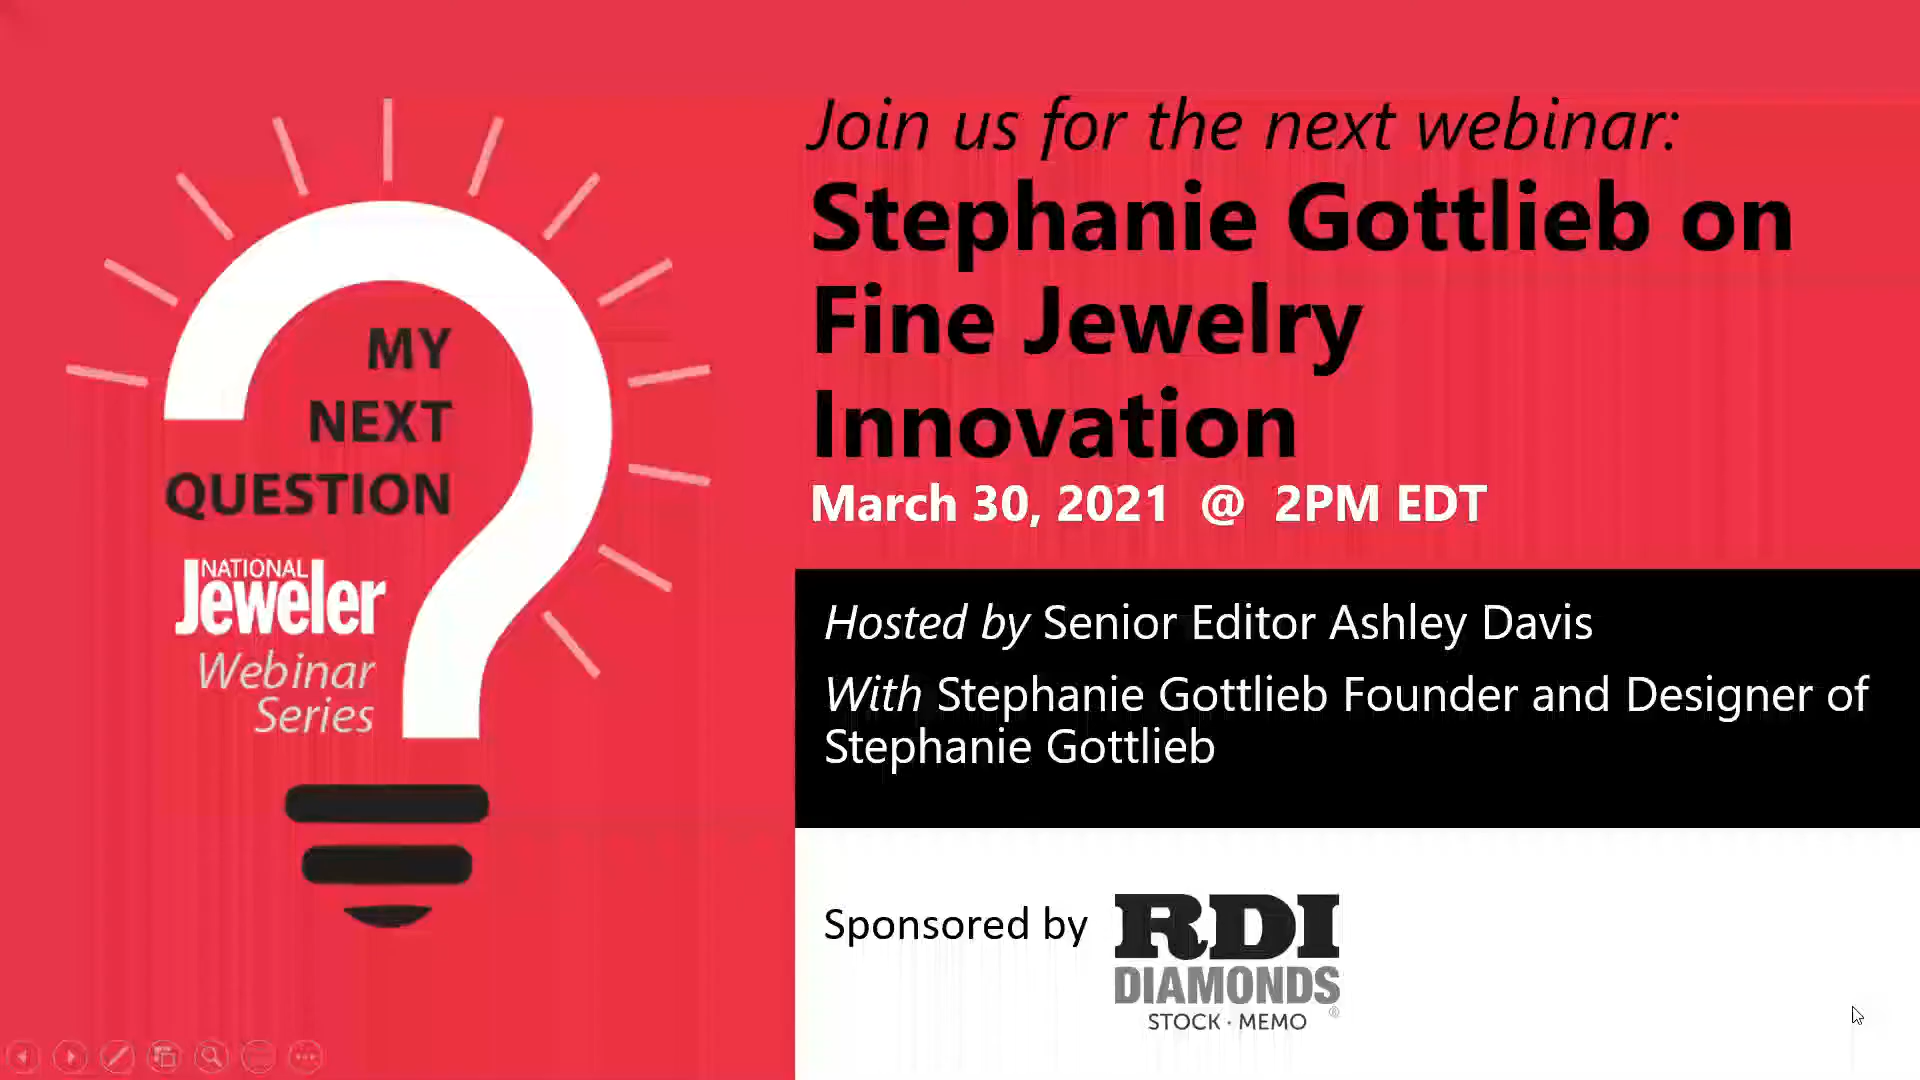 MY
NEXT
QUESTION
NATIONAL
Jeweler
Webinar
Series
Join us for the next webinar:
Stephanie Gottlieb on
Fine Jewelry
Innovation
March 30, 2021 @ 2PM EDT
Hosted by Senior Editor Ashley Davis
With Stephanie Gottlieb Founder and Designer of
Stephanie Gottlieb
Sponsored by
RDI
DIAMONDS®
STOCK · MEMO